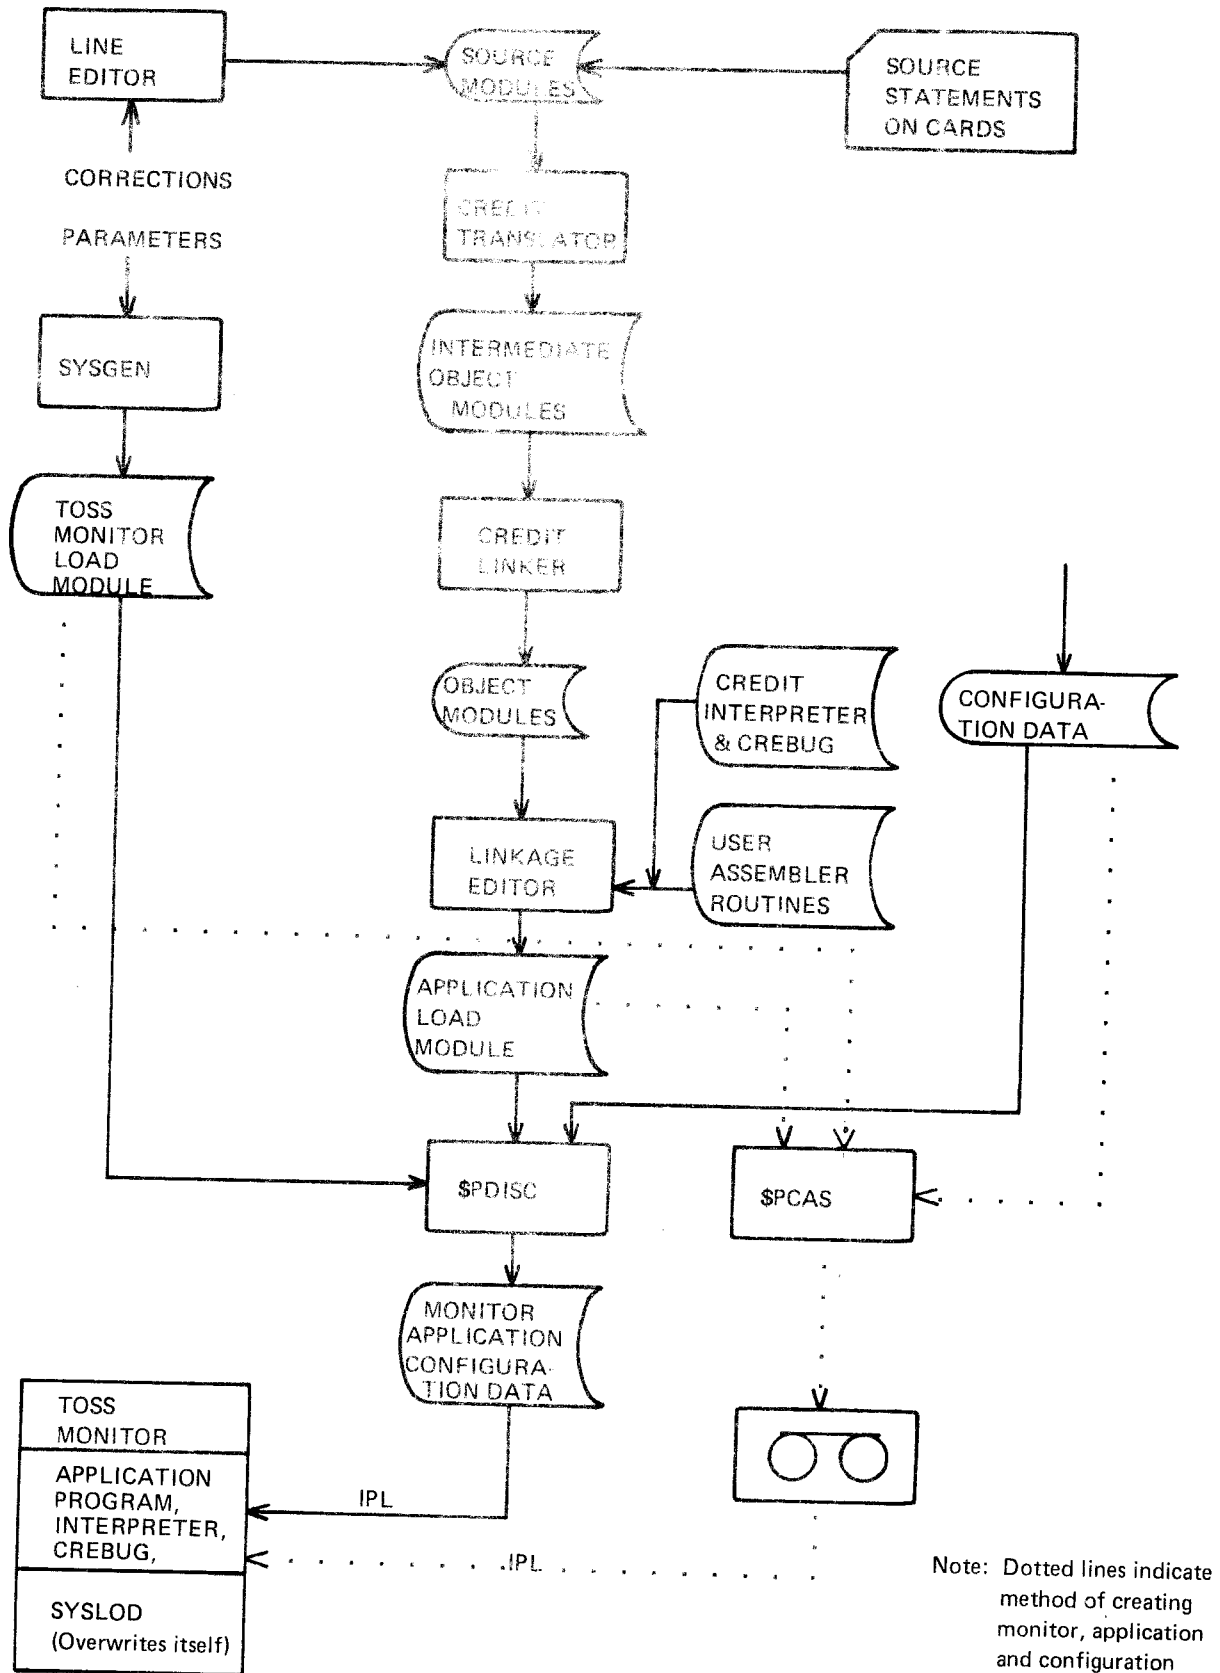 LINE
EDITOR
SOURCE
MODULES
SOURCE
STATEMENTS
ON CARDS
CORRECTIONS
PARAMETERS
CREDIT
TRANSLATOR
SYSGEN
INTERMEDIATE
OBJECT
MODULES
TOSS
MONITOR
LOAD
MODULE
CREDIT
LINKER
OBJECT
MODULES
CREDIT
INTERPRETER
& CREBUG
CONFIGURA-
TION DATA
LINKAGE
EDITOR
USER
ASSEMBLER
ROUTINES
APPLICATION
LOAD
MODULE
$PDISC
$PCAS
MONITOR
APPLICATION
CONFIGURA-
TION DATA
TOSS
MONITOR
APPLICATION
PROGRAM,
INTERPRETER,
CREBUG,
IPL
IPL
SYSLOD
(Overwrites itself)
Note: Dotted lines indicate
method of creating
monitor, application
and configuration